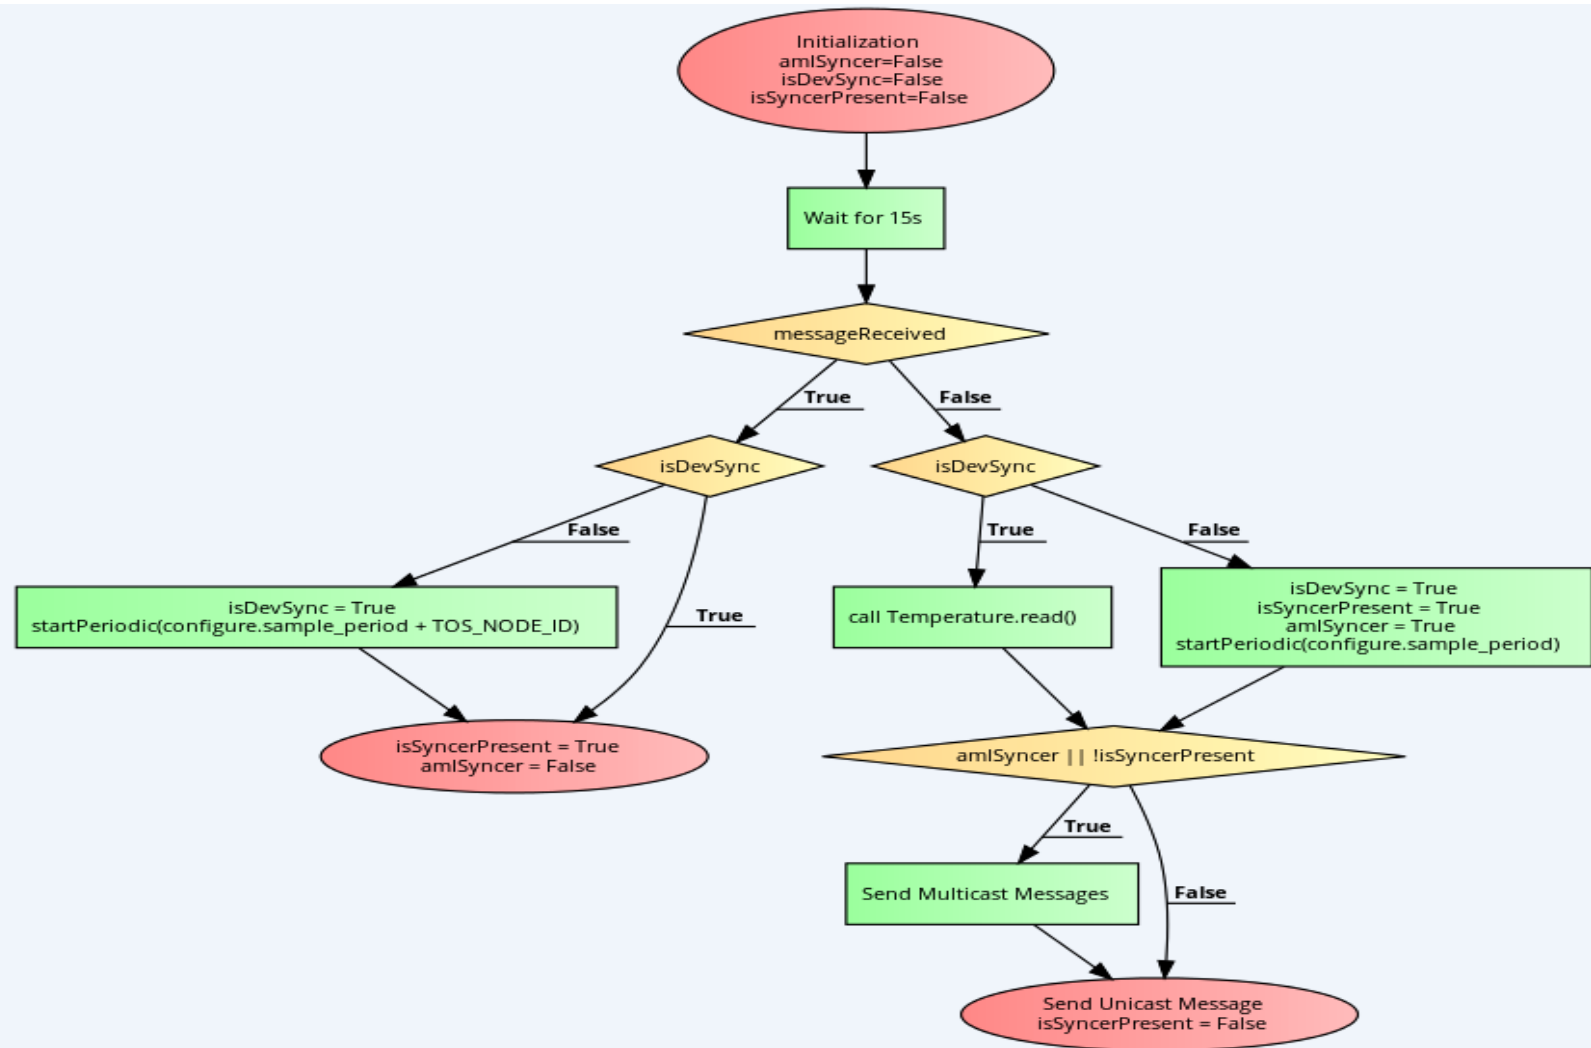 Initialization
amISyncer=False
isDevSync=False
isSyncerPresent=False
Wait for 15s
messageReceived
True
False
isDevSync
isDevSync
False
True
True
False
isDevSync = True
startPeriodic(configure.sample_period + TOS_NODE_ID)
call Temperature.read()
isDevSync = True
isSyncerPresent = True
amISyncer = True
startPeriodic(configure.sample_period)
isSyncerPresent = True
amISyncer = False
amISyncer || !isSyncerPresent
True
False
Send Multicast Messages
Send Unicast Message
isSyncerPresent = False